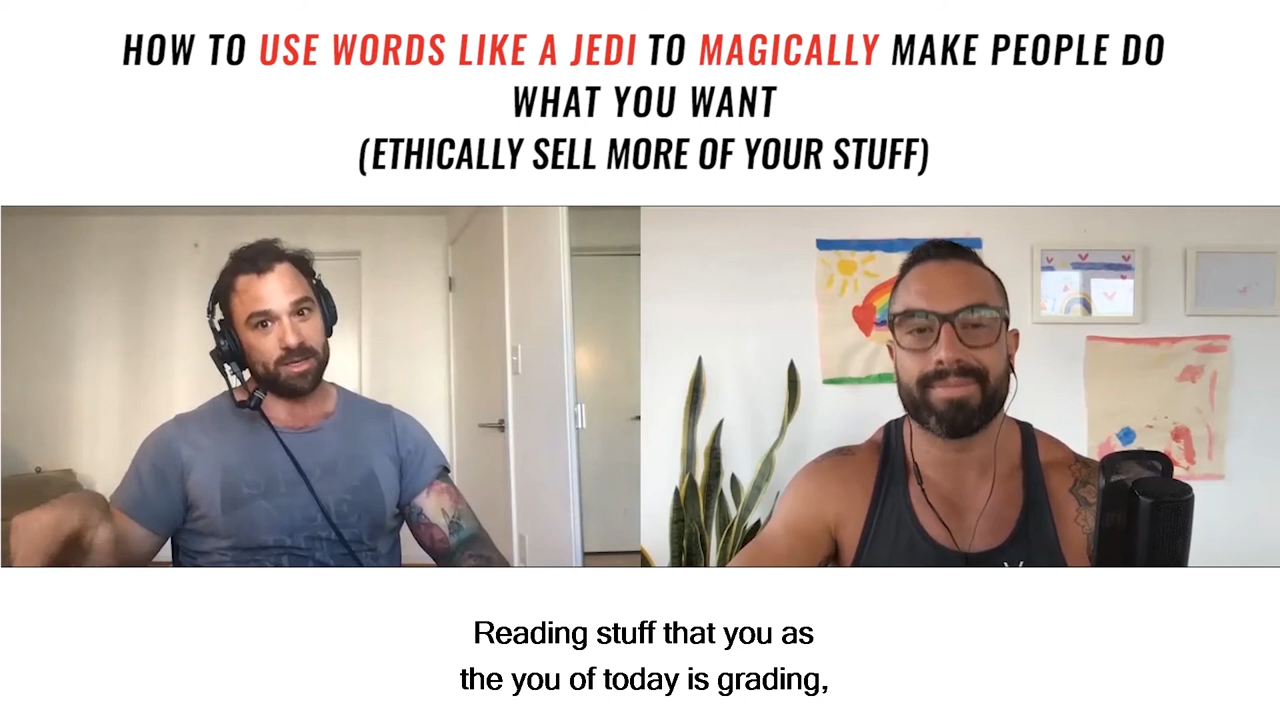 HOW TO USE WORDS LIKE A JEDI TO MAGICALLY MAKE PEOPLE DO
WHAT YOU WANT
(ETHICALLY SELL MORE OF YOUR STUFF)
Reading stuff that you as
the you of today is grading,